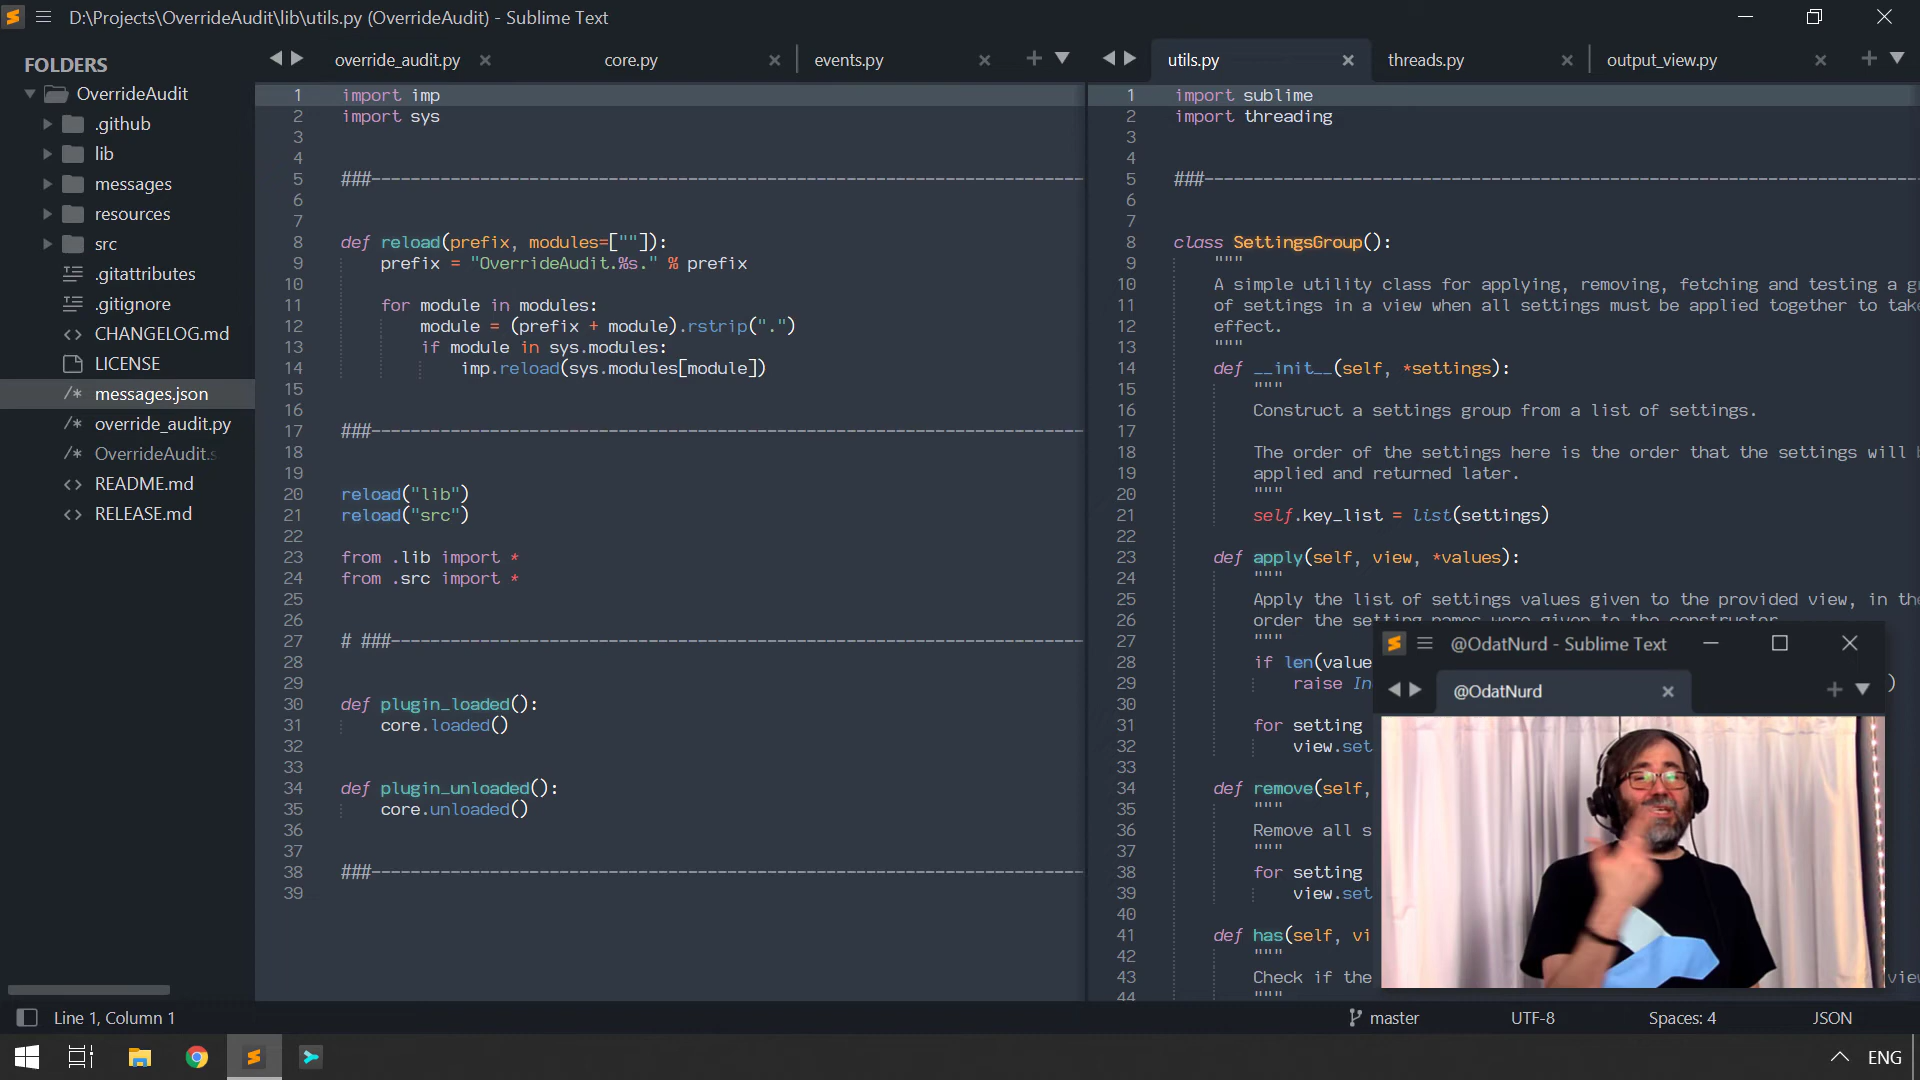 D:\Projects\OverrideAudit\lib\utils.py (OverrideAudit) - Sublime Text
FOLDERS
OverrideAudit
.github
lib
messages
resources
src
.gitattributes
.gitignore
CHANGELOG.md
LICENSE
messages.json
override_audit.py
OverrideAudit.s
README.md
RELEASE.md
override_audit.py
core.py
events.py
1 import imp
2 import sys
3
4
5 ###------------------------------------------------------------------------
6
7
8 def reload(prefix, modules=[""]):
9 prefix = "OverrideAudit.%s." % prefix
10
11 for module in modules:
12 module = (prefix + module).rstrip(".")
13 if module in sys.modules:
14 imp.reload(sys.modules[module])
15
16
17 ###------------------------------------------------------------------------
18
19
20 reload("lib")
21 reload("src")
22
23 from .lib import *
24 from .src import *
25
26
27 # ###----------------------------------------------------------------------
28
29
30 def plugin_loaded():
31 core.loaded()
32
33
34 def plugin_unloaded():
35 core.unloaded()
36
37
38 ###------------------------------------------------------------------------
39
utils.py
threads.py
output_view.py
1 import sublime
2 import threading
3
4
5 ###------------------------------------------------------------------------
6
7
8 class SettingsGroup():
9 """
10 A simple utility class for applying, removing, fetching and testing a
11 of settings in a view when all settings must be applied together to
12 effect.
13 """
14 def __init__(self, *settings):
15 """
16 Construct a settings group from a list of settings.
17
18 The order of the settings here is the order that the settings will
19 applied and returned later.
20 """
21 self.key_list = list(settings)
22
23 def apply(self, view, *values):
24 """
25 Apply the list of settings values given to the provided view, in the
26 order the setting names were given to the constructor.
27 """
28 if len(value
29 raise In )
30
31 for setting
32 view.set
33
34 def remove(self,
35 """
36 Remove all s
37 """
38 for setting
39 view.set
40
41 def has(self, vi
42 """
43 Check if the
44 """
@OdatNurd - Sublime Text
@OdatNurd
Line 1, Column 1
master
UTF-8
Spaces: 4
JSON
ENG